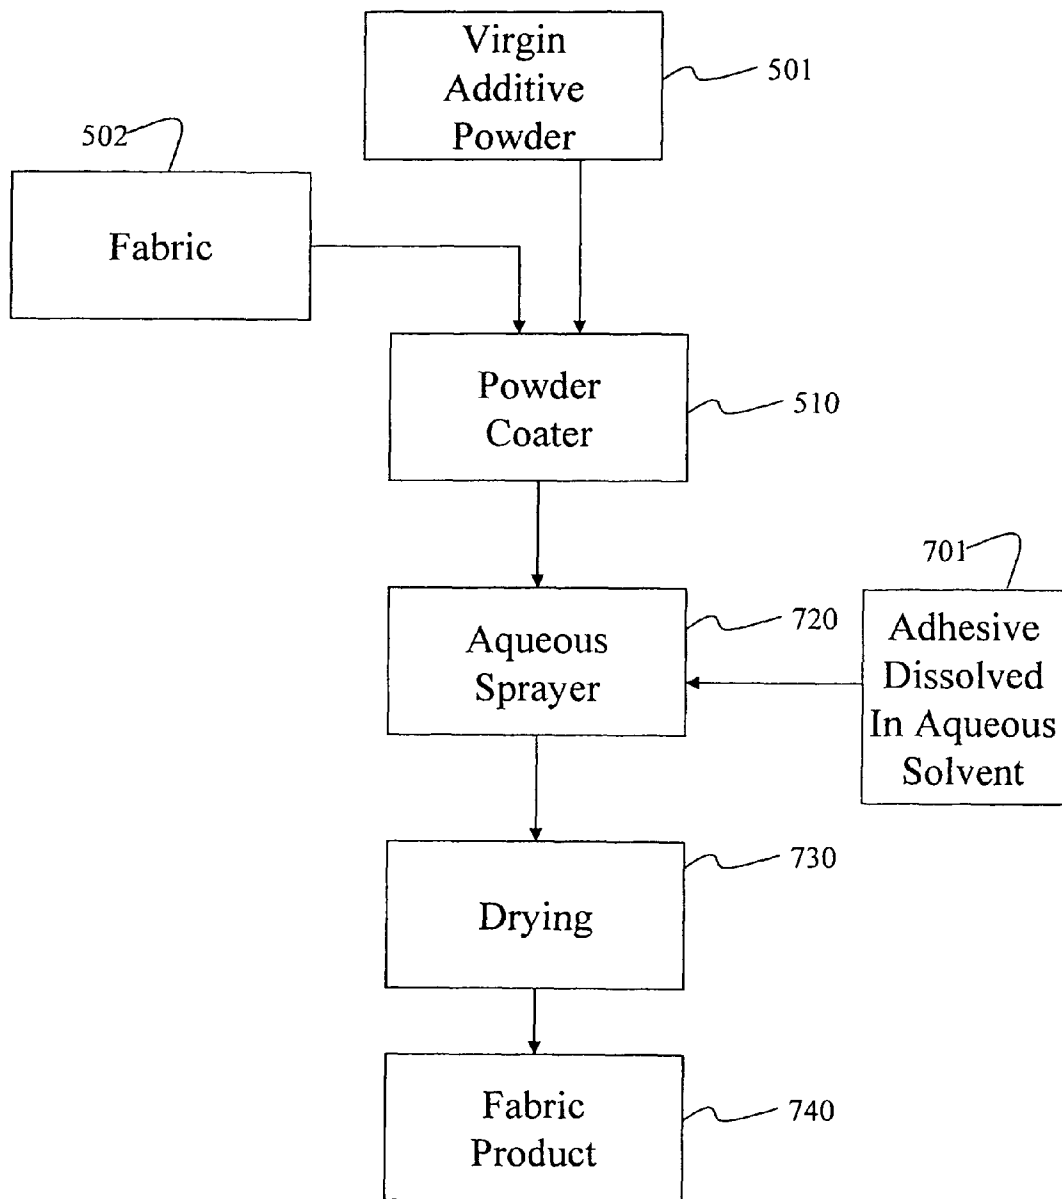 Virgin
Additive
Powder
501
502
Fabric
Powder
Coater
510
701
Aqueous
Sprayer
720
Adhesive
Dissolved
In Aqueous
Solvent
Drying
730
Fabric
Product
740